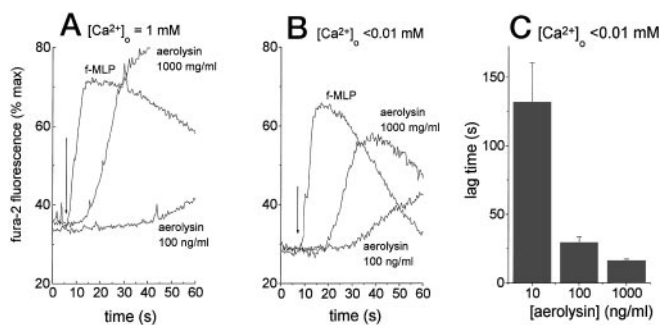 A [Ca²⁺]ₒ = 1 mM
80
60
40
20
fura-2 fluorescence (% max)
aerolysin
1000 mg/ml
f-MLP
aerolysin
100 ng/ml
0 10 20 30 40 50 60
time (s)
B [Ca²⁺]ₒ <0.01 mM
80
60
40
20
f-MLP
aerolysin
1000 mg/ml
aerolysin
100 ng/ml
0 10 20 30 40 50 60
time (s)
C [Ca²⁺]ₒ <0.01 mM
150
100
50
0
lag time (s)
10 100 1000
[aerolysin] (ng/ml)